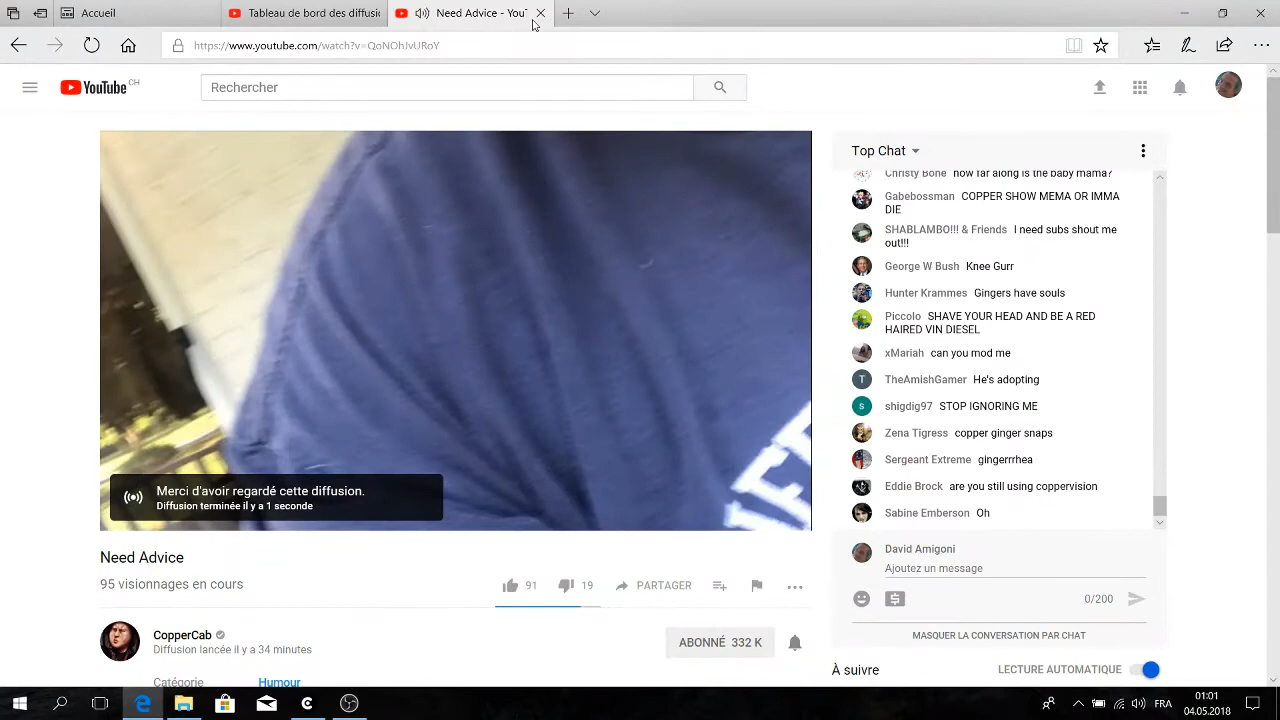 Accueil
Tableau de bord des diffusi
Need Advice - You
https://www.youtube.com/watch?v=QoNOhJvURoY
YouTube CH
Rechercher
Top Chat
Christy Bone how far along is the baby mama?
Gabebossman COPPER SHOW MEMA OR IMMA
DIE
SHABLAMBO!!! & Friends I need subs shout me
out!!!
George W Bush Knee Gurr
Hunter Krammes Gingers have souls
Piccolo SHAVE YOUR HEAD AND BE A RED
HAIRED VIN DIESEL
xMariah can you mod me
T TheAmishGamer He's adopting
s shigdig97 STOP IGNORING ME
Zena Tigress copper ginger snaps
Sergeant Extreme gingerrrhea
Eddie Brock are you still using coppervision
Sabine Emberson Oh
Merci d'avoir regardé cette diffusion.
Diffusion terminée il y a 1 seconde
Need Advice
95 visionnages en cours
91 19 PARTAGER
CopperCab
Diffusion lancée il y a 34 minutes
ABONNÉ 332 K
Catégorie Humour
David Amigoni
Ajoutez un message
0/200
MASQUER LA CONVERSATION PAR CHAT
À suivre LECTURE AUTOMATIQUE
FRA
01:01
04.05.2018